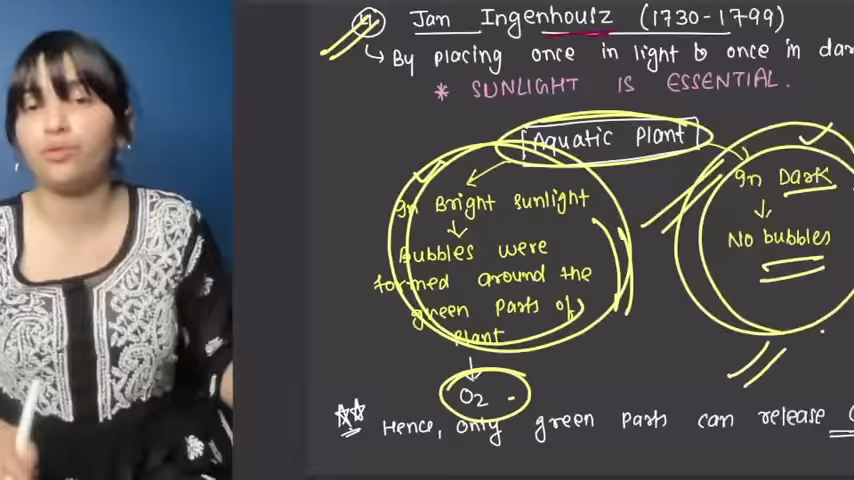 Jan Ingenhousz (1730-1799)
↳ By placing once in light & once in
* SUNLIGHT IS ESSENTIAL.
Aquatic Plant
In Bright sunlight
↓
Bubbles were
formed around the
green parts of
plant
↓
O2
In Dark
↓
No bubbles
Hence, only green parts can release